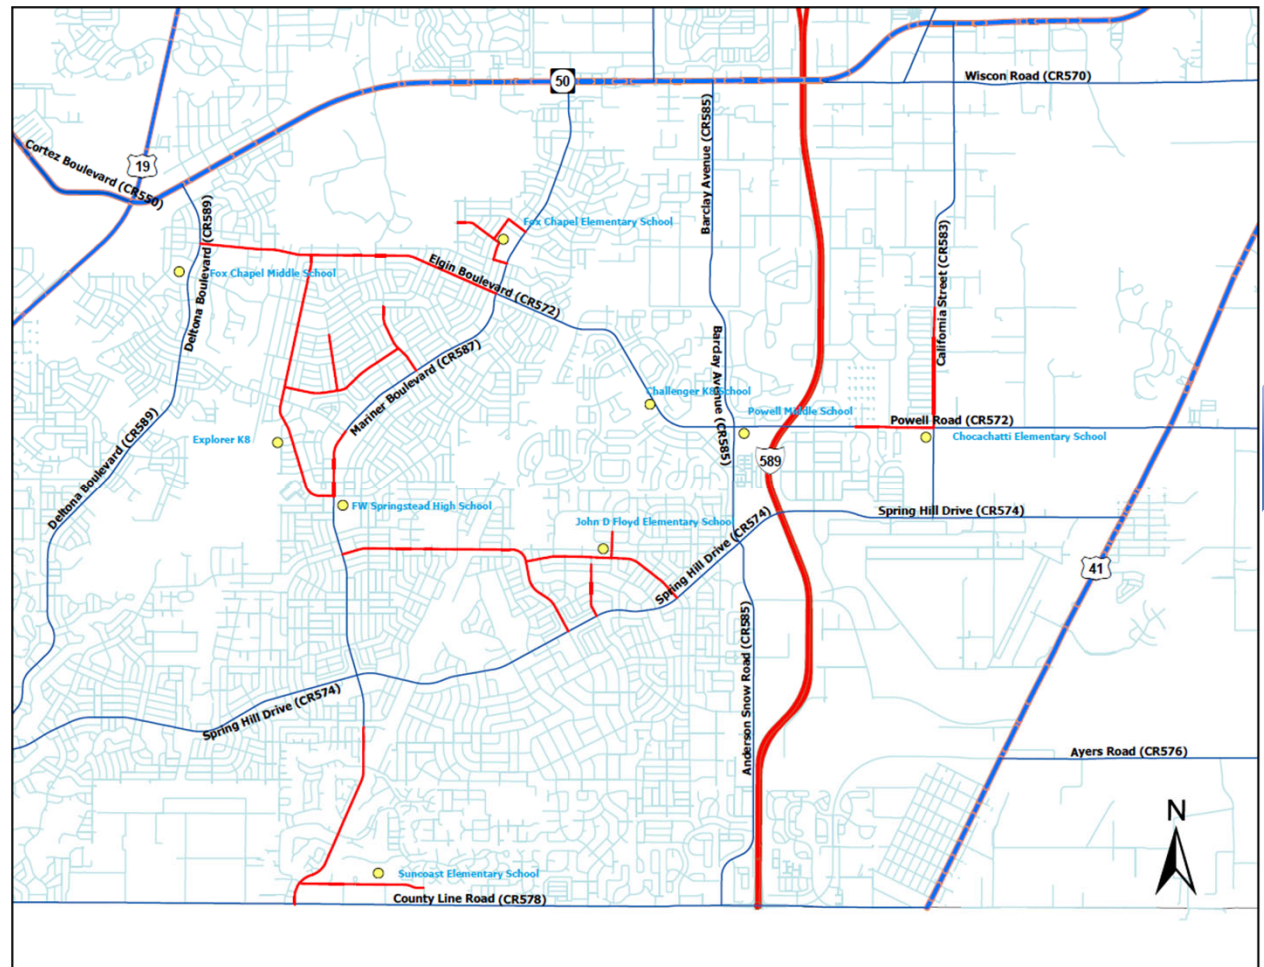 50
Wiscon Road (CR570)
Barclay Avenue (CR585)
Cortez Boulevard (CR550)
19
Deltona Boulevard (CR589)
Fox Chapel Elementary School
California Street (CR583)
Fox Chapel Middle School
Elgin Boulevard (CR572)
Mariner Boulevard (CR587)
Barclay Avenue (CR585)
Challenger K8 School
Powell Middle School
Powell Road (CR572)
Chocachatti Elementary School
Explorer K8
Deltona Boulevard (CR589)
589
FW Springstead High School
Spring Hill Drive (CR574)
John D Floyd Elementary School
Spring Hill Drive (CR574)
41
Anderson Snow Road (CR585)
Spring Hill Drive (CR574)
Ayers Road (CR576)
N
Suncoast Elementary School
County Line Road (CR578)